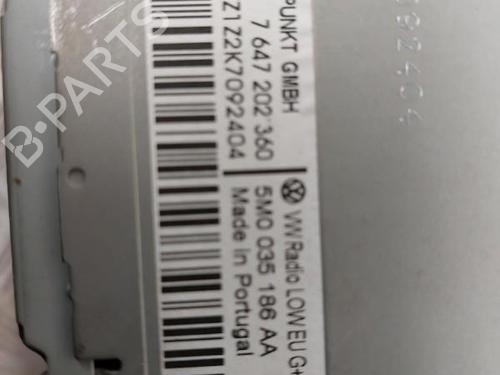 PUNKT GMBH
7 647 202 360
Z1Z2K7092404
VW Radio LOW EU G+
5M0 035 186 AA
Made in Portugal
092404
B-PARTS